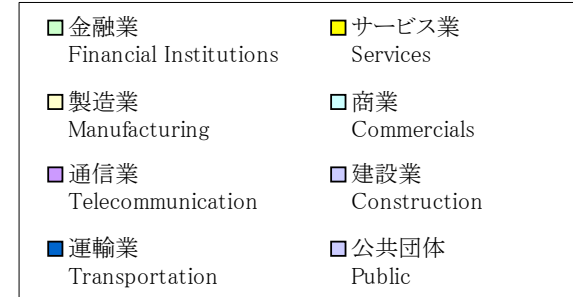 金融業
Financial Institutions
サービス業
Services
製造業
Manufacturing
商業
Commercials
通信業
Telecommunication
建設業
Construction
運輸業
Transportation
公共団体
Public